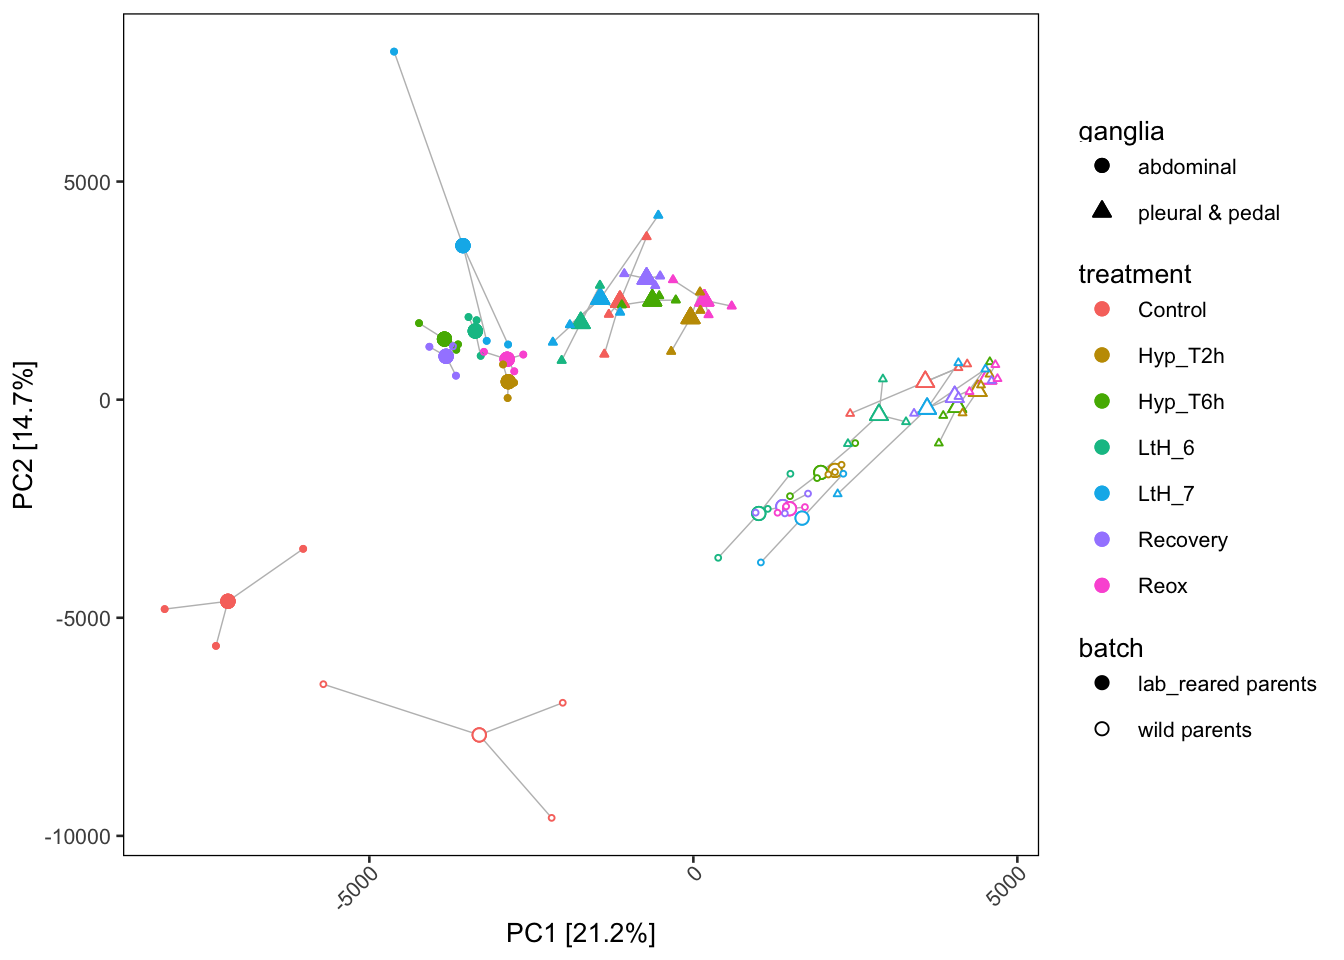 5000
0
-5000
-10000
PC2 [14.7%]
-5000
0
5000
PC1 [21.2%]
ganglia
abdominal
pleural & pedal
treatment
Control
Hyp_T2h
Hyp_T6h
LtH_6
LtH_7
Recovery
Reox
batch
lab_reared parents
wild parents